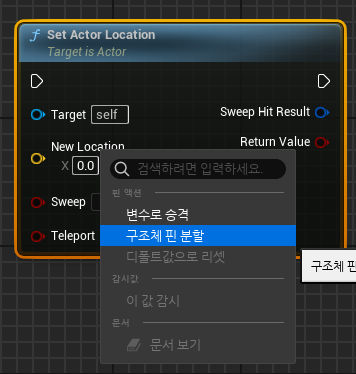 f Set Actor Location
Target is Actor
Target self
Sweep Hit Result
New Location
Return Value
X 0.0
검색하려면 입력하세요.
핀 액션
Sweep
변수로 승격
Teleport
구조체 핀 분할
디폴트값으로 리셋
구조체 핀
감시값
이 값 감시
문서
문서 보기